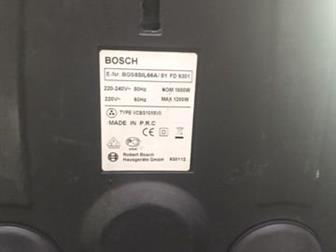 BOSCH
E-Nr. BGS5SIL66A/ 01 FD 9301
220-240V~ 50Hz NOM 1600W
220V~ 60Hz MAX 1200W
TYPE
MADE IN P.R.C
Robert Bosch
Hausgeräte GmbH